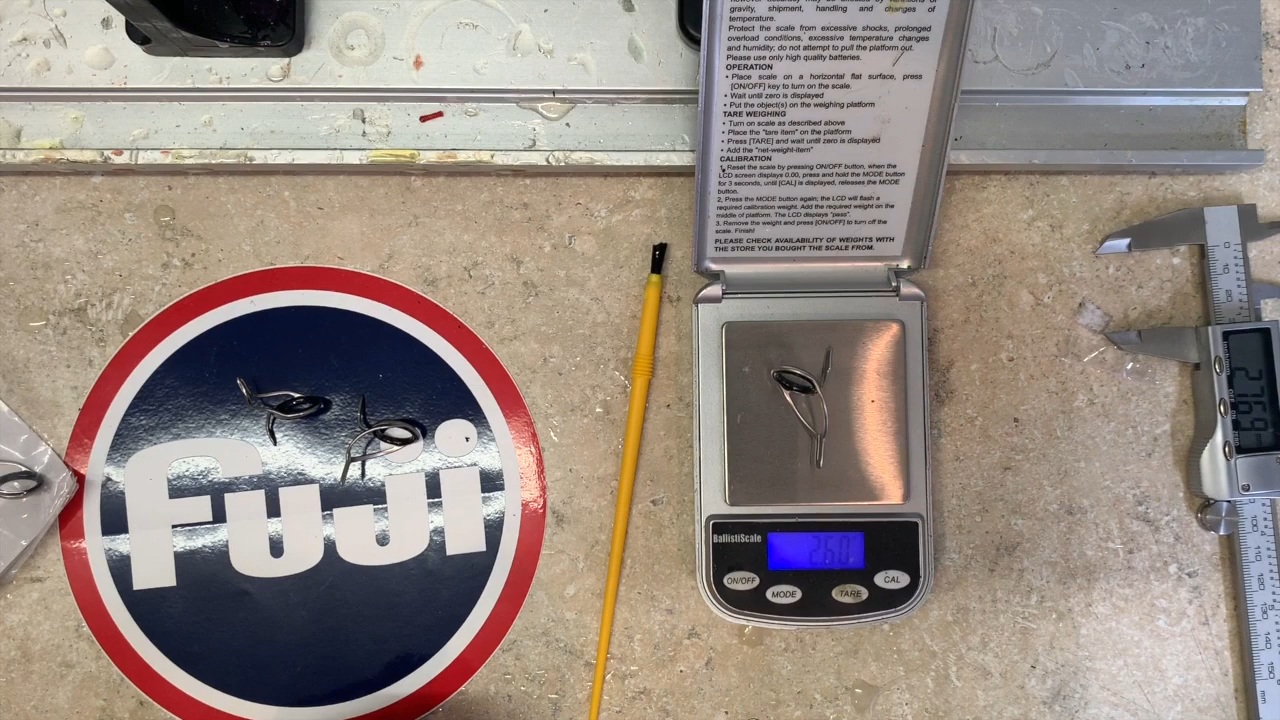 gravity, shipment, handling and changes of
temperature.
Protect the scale from excessive shocks, prolonged
overload conditions, excessive temperature changes
and humidity; do not attempt to pull the platform out.
Please use only high quality batteries.
OPERATION
• Place scale on a horizontal flat surface, press
[ON/OFF] key to turn on the scale.
• Wait until zero is displayed
• Put the object(s) on the weighing platform
TARE WEIGHING
• Turn on scale as described above
• Place the "tare item" on the platform
• Press [TARE] and wait until zero is displayed
• Add the "net-weight-item"
CALIBRATION
1. Reset the scale by pressing ON/OFF button, when the
LCD screen displays 0.00, press and hold the MODE button
for 3 seconds, until [CAL] is displayed, releases the MODE
button.
2, Press the MODE button again; the LCD will flash a
required calibration weight. Add the required weight on the
middle of platform. The LCD displays "pass".
3. Remove the weight and press [ON/OFF] to turn off the
scale. Finish!
PLEASE CHECK AVAILABILITY OF WEIGHTS WITH
THE STORE YOU BOUGHT THE SCALE FROM.
Fuji
BallistiScale
2.60
ON/OFF
MODE
TARE
CAL
0
10
20